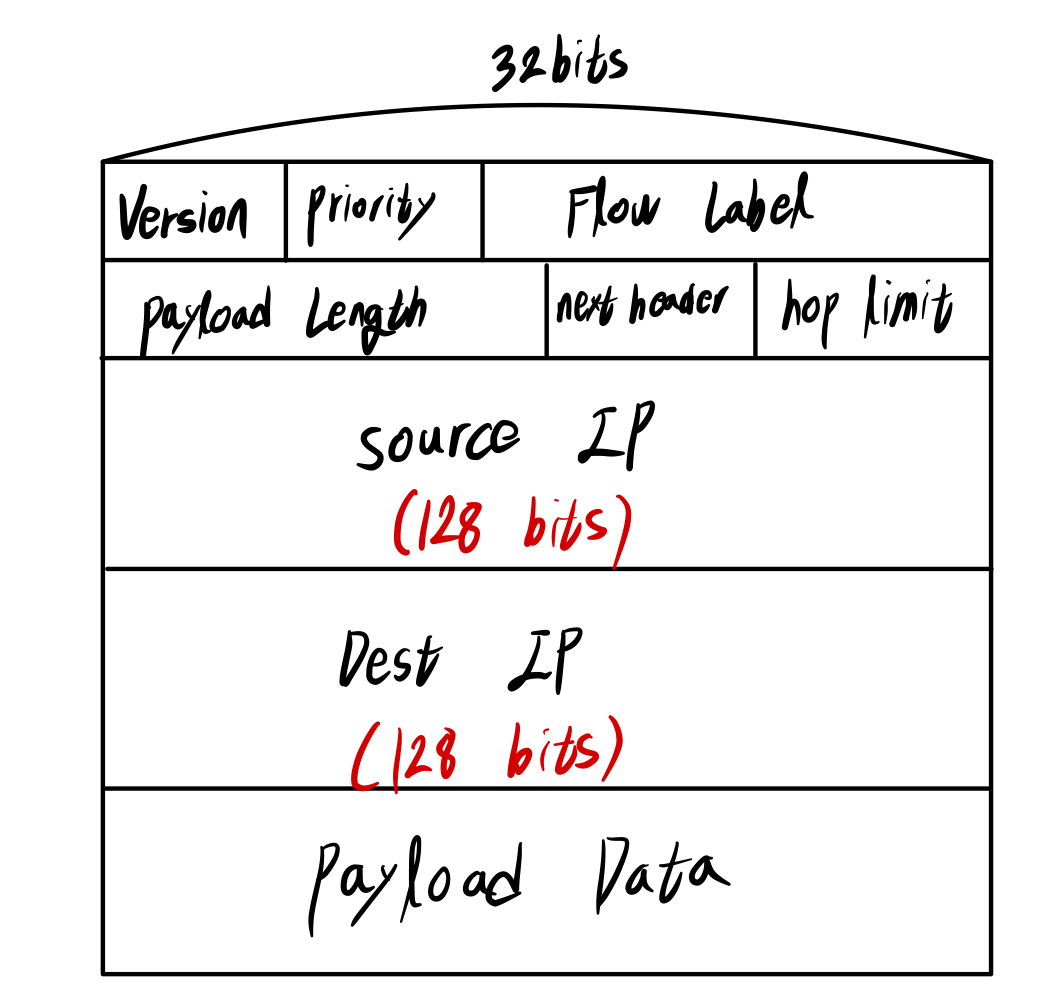 32bits
Version Priority Flow Label
Payload Length next header hop limit
source IP
(128 bits)
Dest IP
(128 bits)
Payload Data